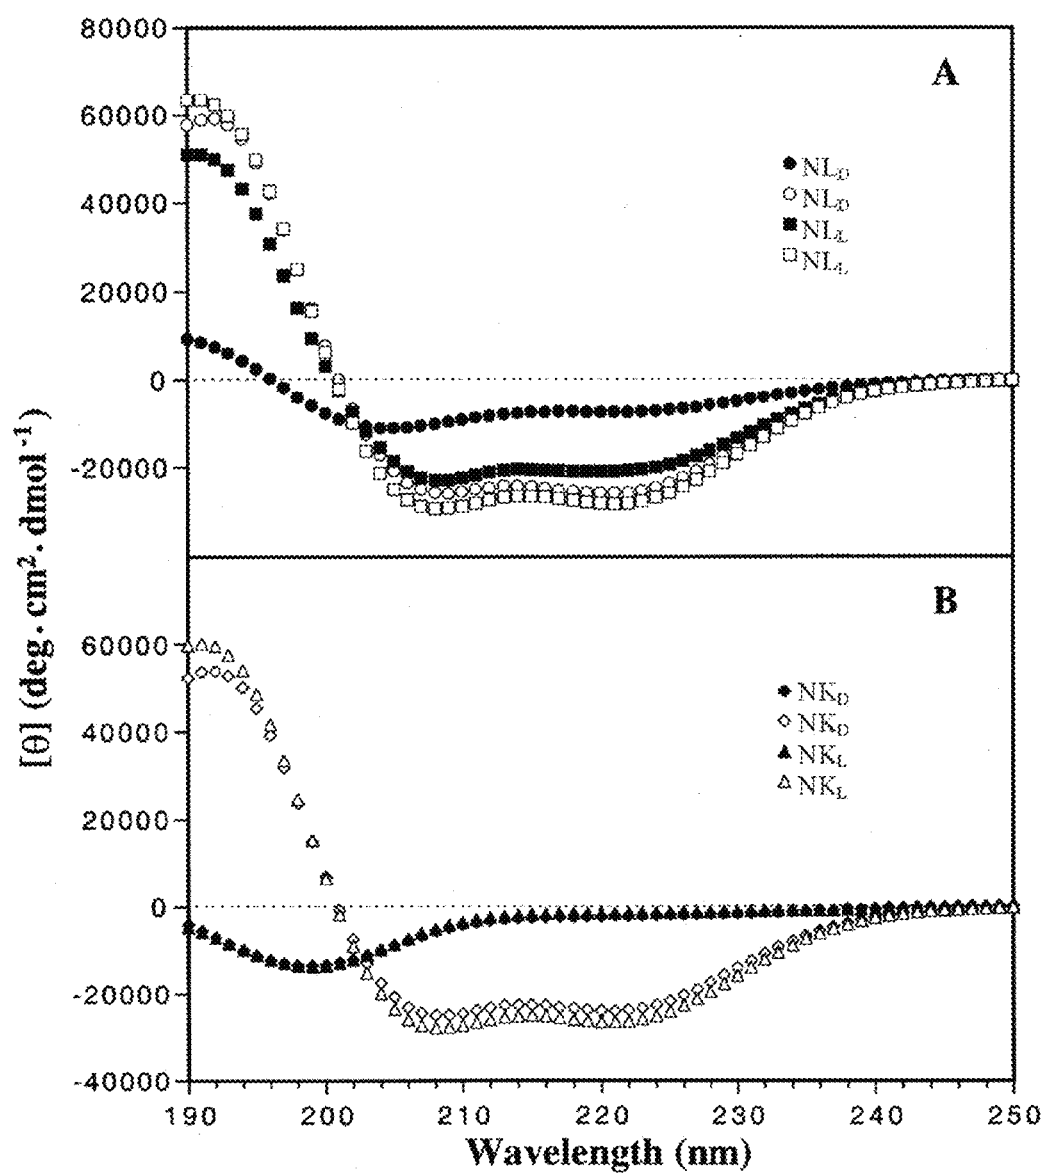 80000
60000
40000
20000
0
-20000
A
NL_D
NL_D
NL_L
NL_L
[θ] (deg. cm². dmol⁻¹)
60000
40000
20000
0
-20000
-40000
B
NK_D
NK_D
NK_L
NK_L
190 200 210 220 230 240 250
Wavelength (nm)